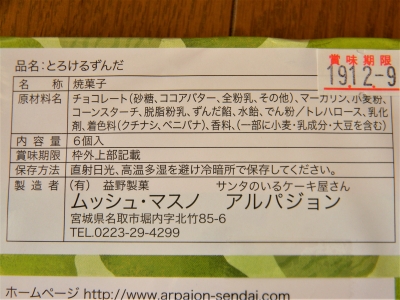 品名：とろけるずんだ
賞味期限
19.12.-9
名称 焼菓子
原材料名 チョコレート（砂糖、ココアバター、全粉乳、その他）、マーガリン、小麦粉、
コーンスターチ、脱脂粉乳、ずんだ餡、水飴、でん粉／トレハロース、乳化
剤、着色料（クチナシ、ベニバナ）、香料、（一部に小麦・乳成分・大豆を含む）
内容量 6個入
賞味期限 枠外上部記載
保存方法 直射日光、高温多湿を避け冷暗所で保存してください。
製造者 （有） 益野製菓 サンタのいるケーキ屋さん
ムッシュ・マスノ アルパジョン
宮城県名取市堀内字北竹85-6
TEL.0223-29-4299
ホームページ http://www.arpajon-sendai.com/